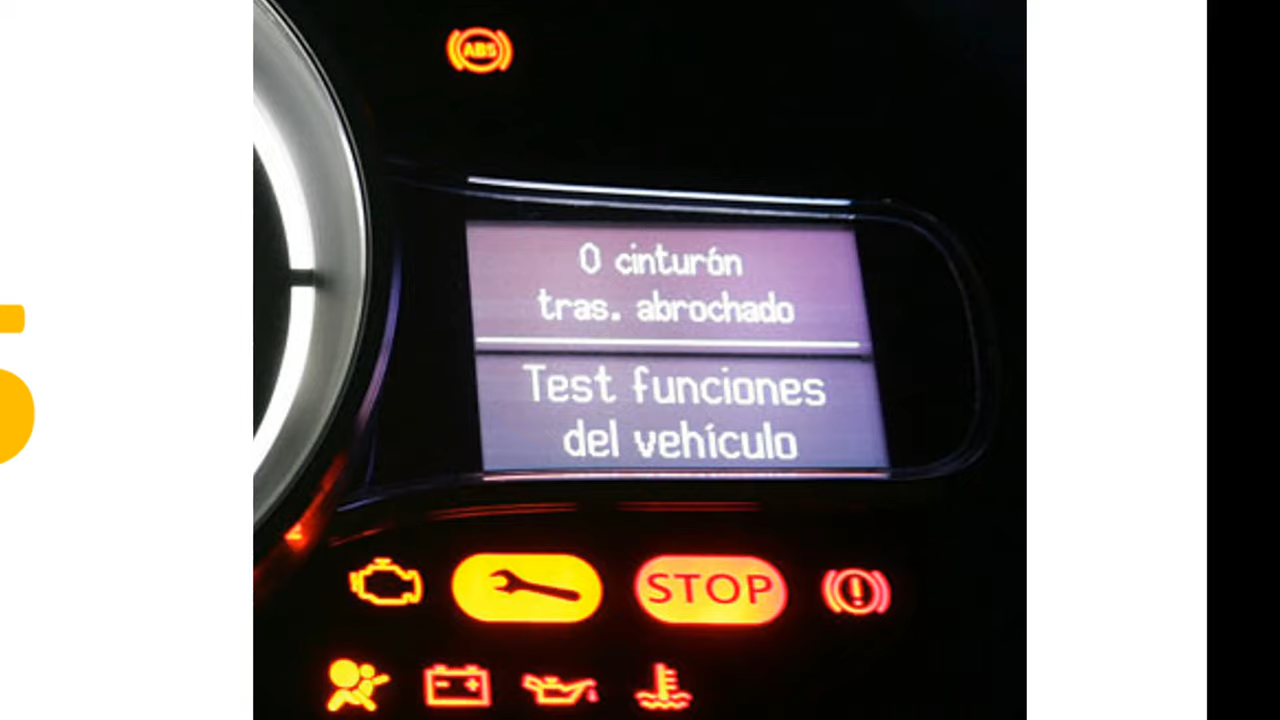 ABS
0 cinturón
tras. abrochado
Test funciones
del vehículo
STOP